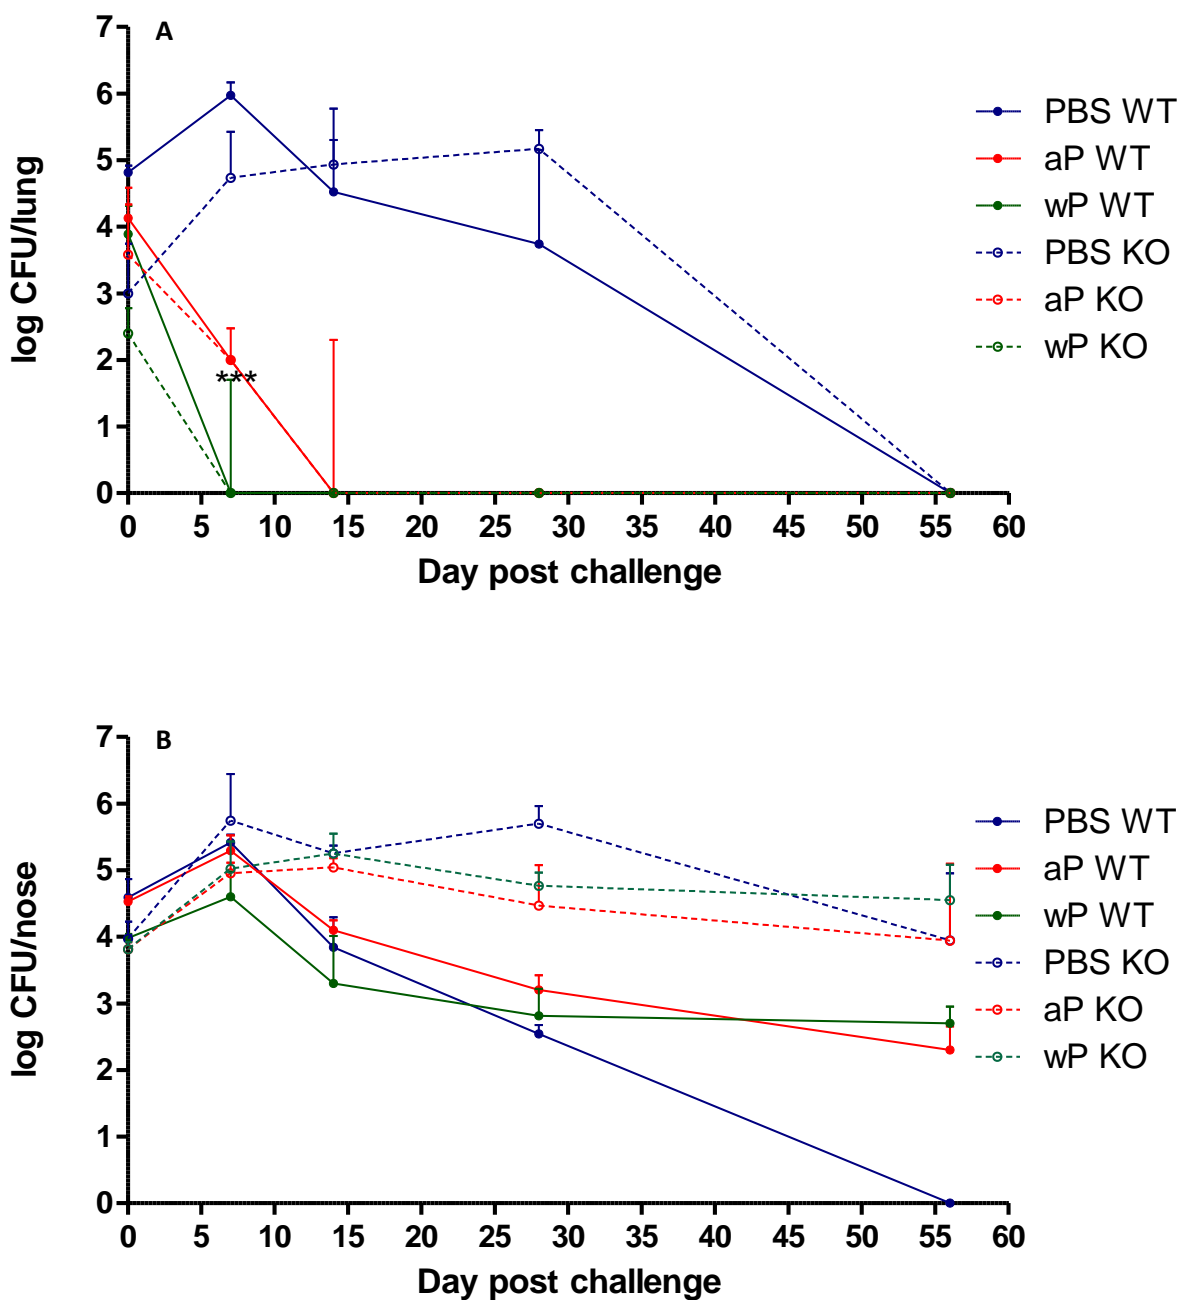 A
7
6
5
4
3
2
1
0
log CFU/lung
***
0 5 10 15 20 25 30 35 40 45 50 55 60
Day post challenge
PBS WT
aP WT
wP WT
PBS KO
aP KO
wP KO
B
7
6
5
4
3
2
1
0
log CFU/nose
0 5 10 15 20 25 30 35 40 45 50 55 60
Day post challenge
PBS WT
aP WT
wP WT
PBS KO
aP KO
wP KO